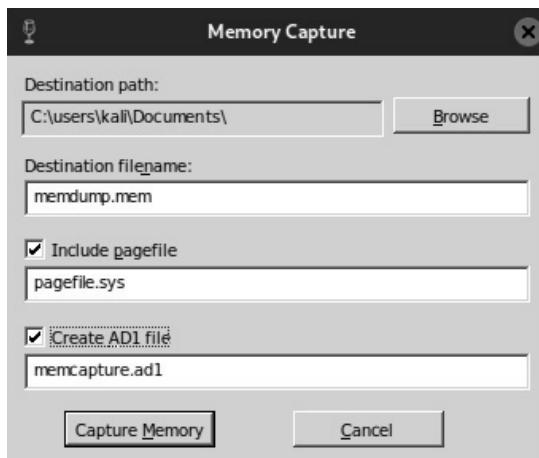 Memory Capture
Destination path:
C:\users\kali\Documents\
Browse
Destination filename:
memdump.mem
Include pagefile
pagefile.sys
Create AD1 file
memcapture.ad1
Capture Memory
Cancel